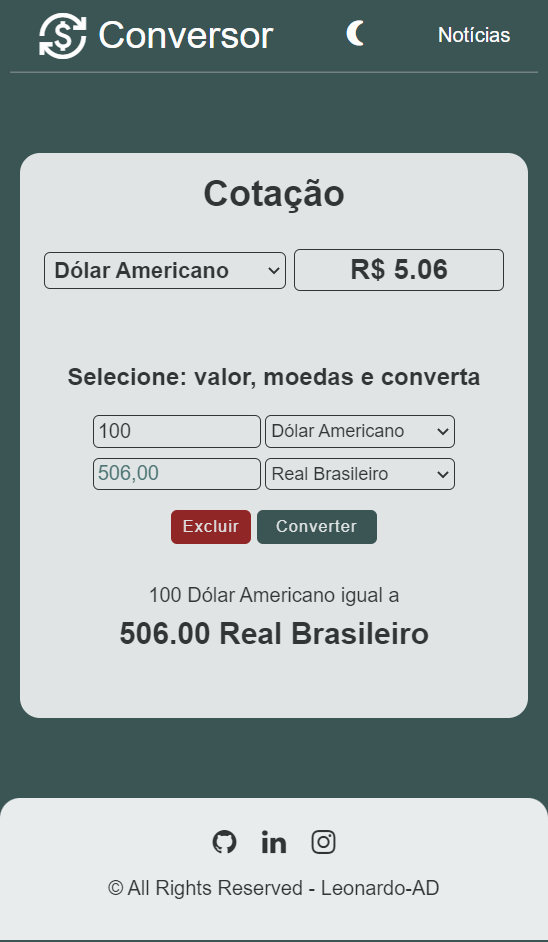 Conversor
Notícias
Cotação
Dólar Americano
R$ 5.06
Selecione: valor, moedas e converta
100
Dólar Americano
506,00
Real Brasileiro
Excluir
Converter
100 Dólar Americano igual a
506.00 Real Brasileiro
© All Rights Reserved - Leonardo-AD